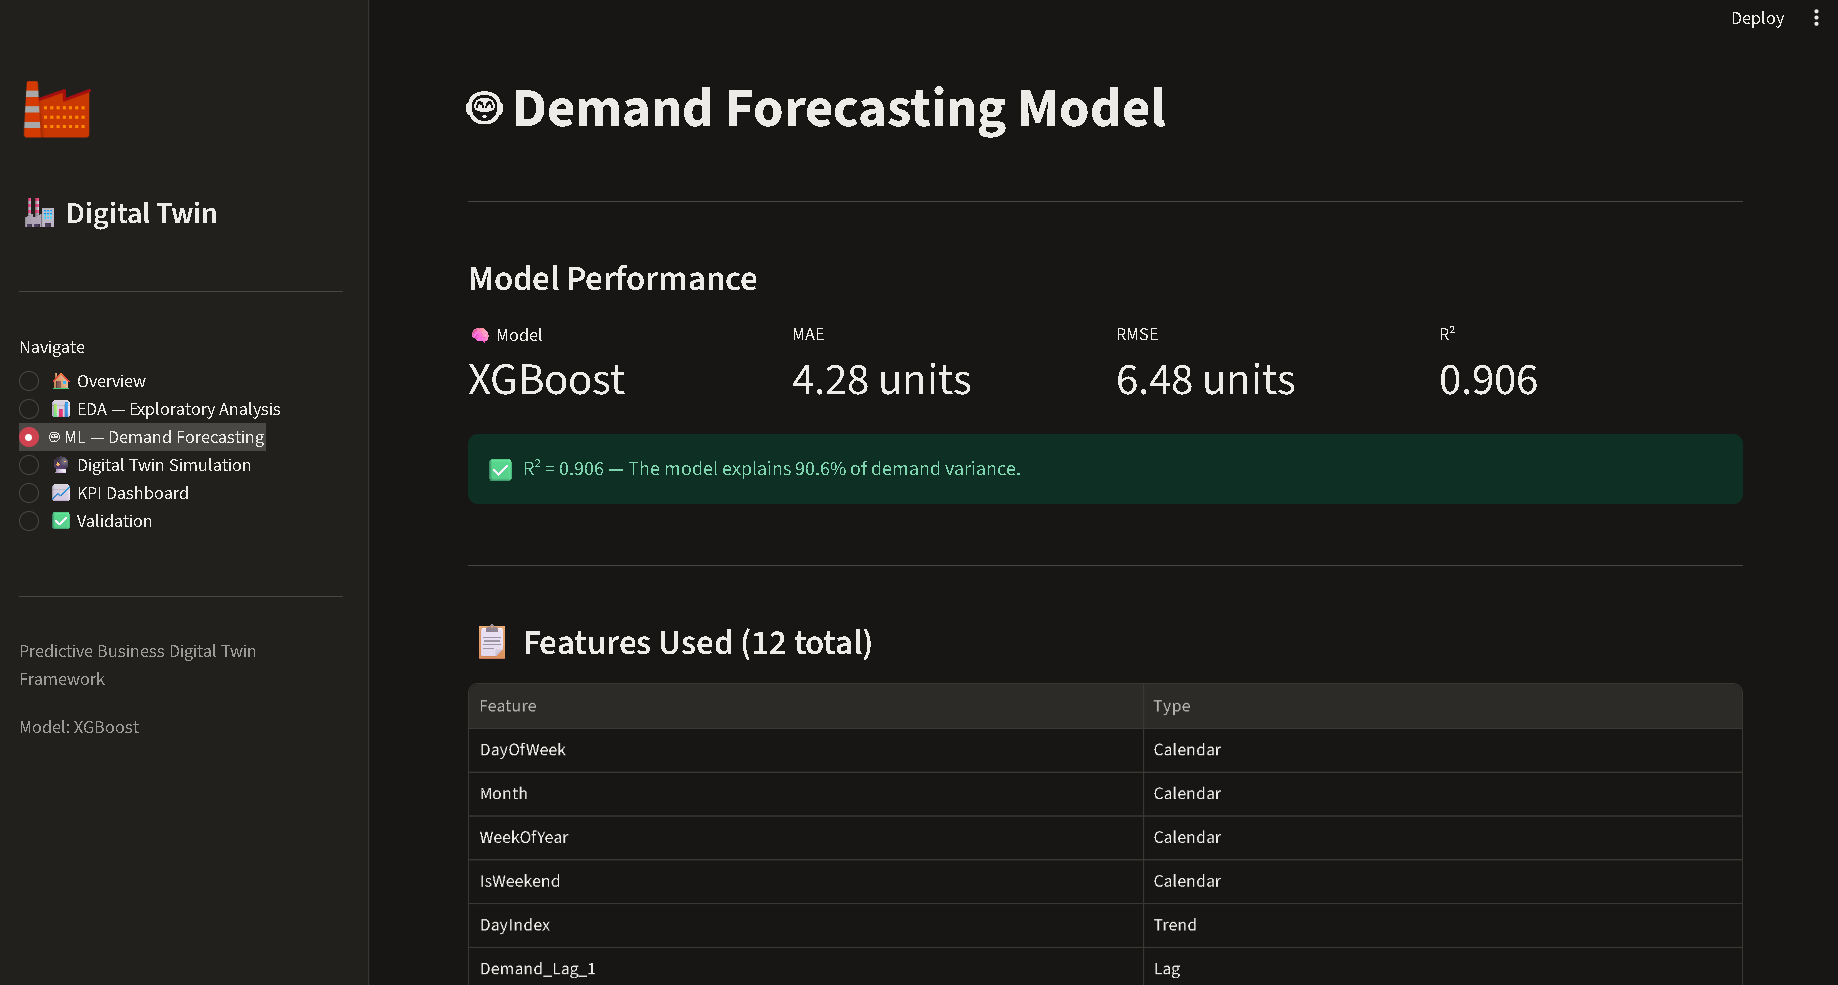 Deploy
Digital Twin
Navigate
Overview
EDA — Exploratory Analysis
ML — Demand Forecasting
Digital Twin Simulation
KPI Dashboard
Validation
Predictive Business Digital Twin
Framework
Model: XGBoost
Demand Forecasting Model
Model Performance
Model
XGBoost
MAE
4.28 units
RMSE
6.48 units
R²
0.906
R² = 0.906 — The model explains 90.6% of demand variance.
Features Used (12 total)
Feature Type
DayOfWeek Calendar
Month Calendar
WeekOfYear Calendar
IsWeekend Calendar
DayIndex Trend
Demand_Lag_1 Lag